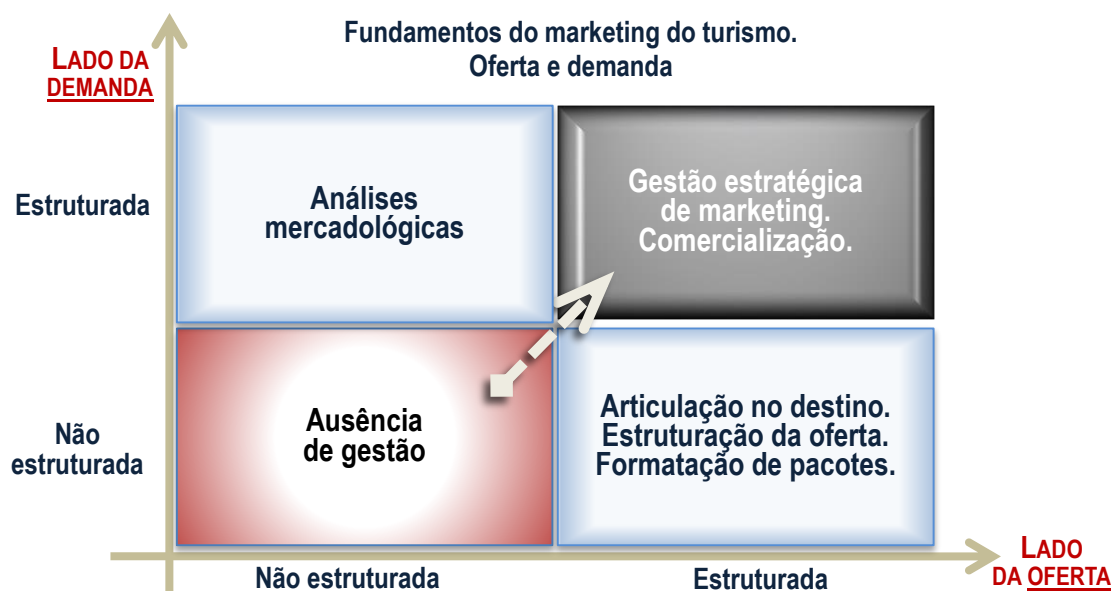 Fundamentos do marketing do turismo.
Oferta e demanda
LADO DA
DEMANDA
Estruturada
Análises
mercadológicas
Gestão estratégica
de marketing.
Comercialização.
Não
estruturada
Ausência
de gestão
Articulação no destino.
Estruturação da oferta.
Formatação de pacotes.
Não estruturada
Estruturada
LADO
DA OFERTA